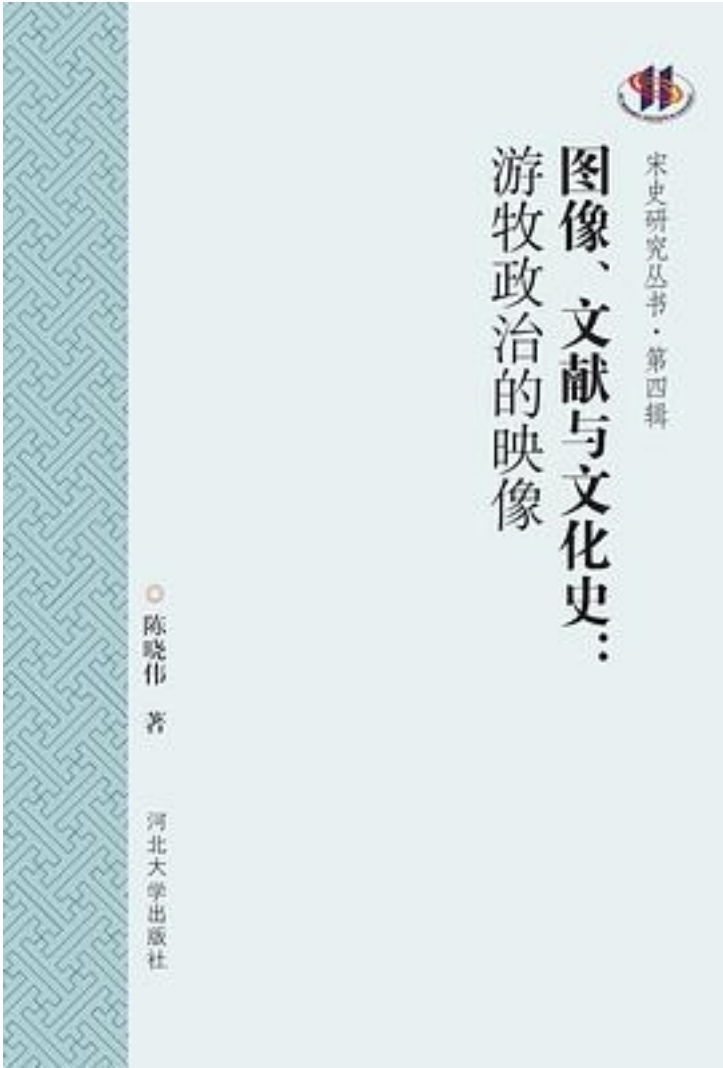 宋史研究丛书·第四辑
图像、文献与文化史：
游牧政治的映像
陈晓伟 著
河北大学出版社